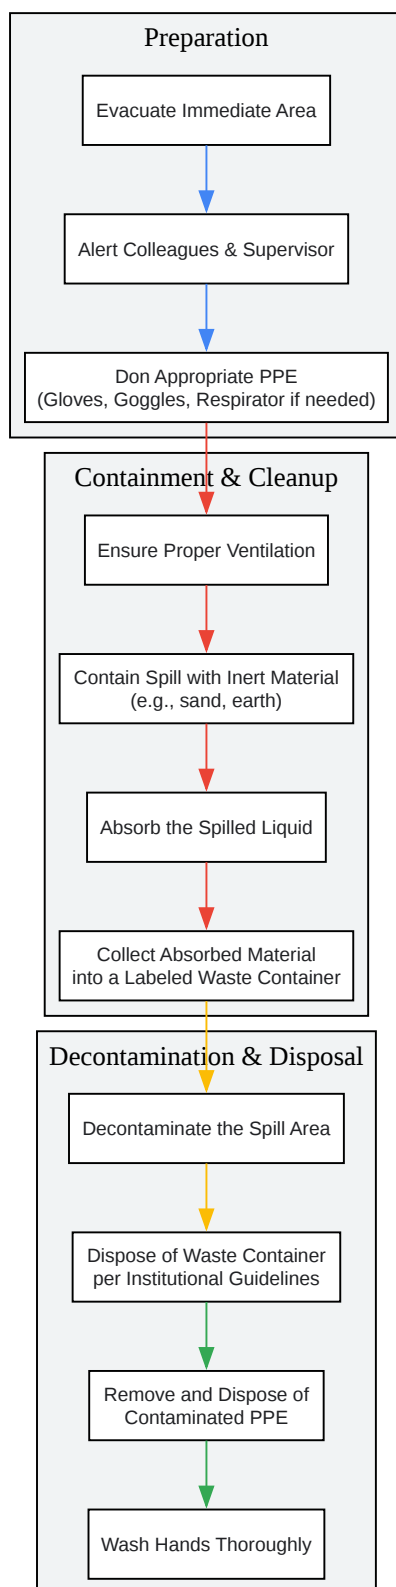 Preparation
Evacuate Immediate Area
Alert Colleagues & Supervisor
Don Appropriate PPE
(Gloves, Goggles, Respirator if needed)
Containment & Cleanup
Ensure Proper Ventilation
Contain Spill with Inert Material
(e.g., sand, earth)
Absorb the Spilled Liquid
Collect Absorbed Material
into a Labeled Waste Container
Decontamination & Disposal
Decontaminate the Spill Area
Dispose of Waste Container
per Institutional Guidelines
Remove and Dispose of
Contaminated PPE
Wash Hands Thoroughly